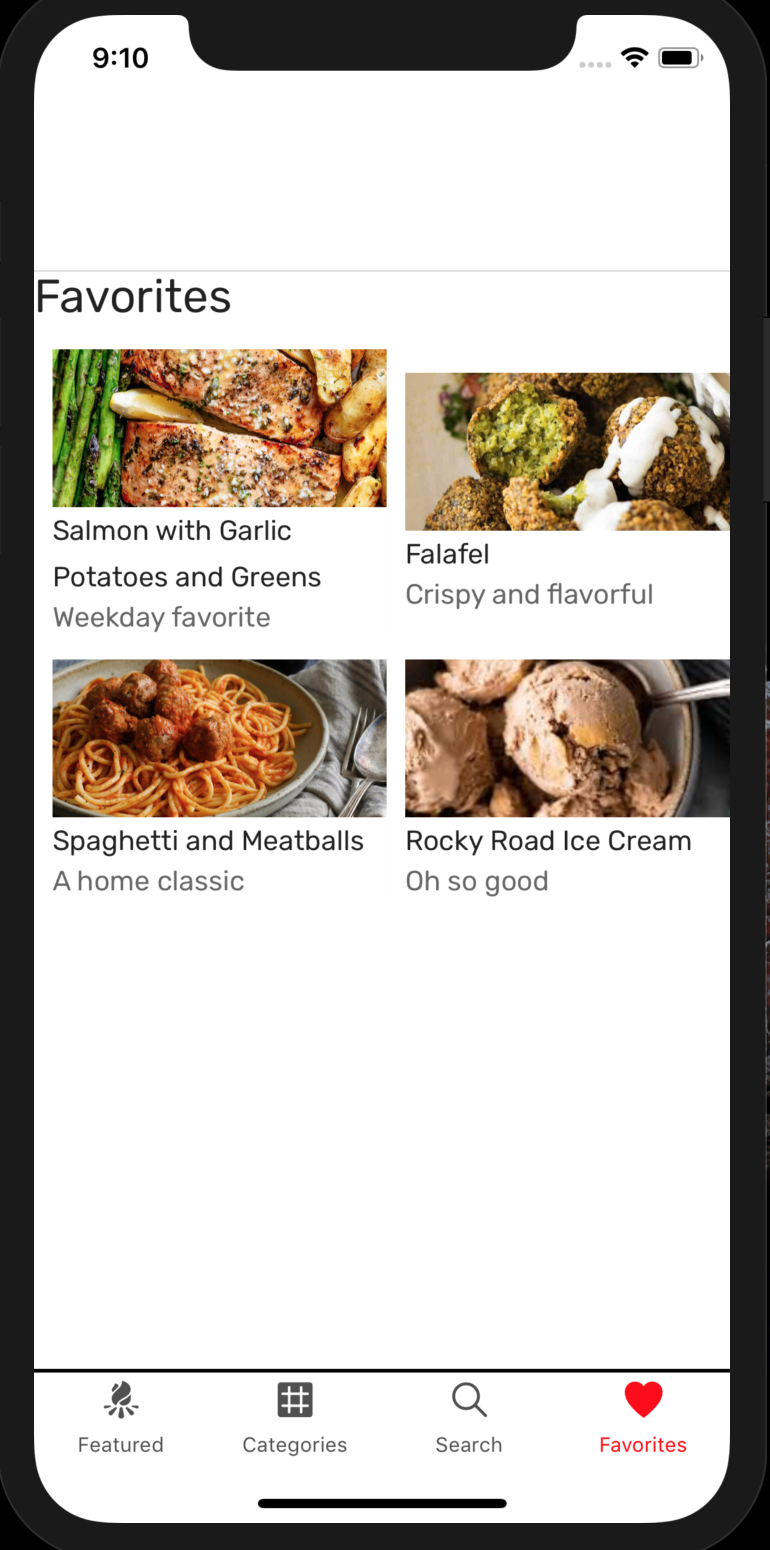 9:10
Favorites
Salmon with Garlic
Potatoes and Greens
Weekday favorite
Falafel
Crispy and flavorful
Spaghetti and Meatballs
A home classic
Rocky Road Ice Cream
Oh so good
Featured
Categories
Search
Favorites